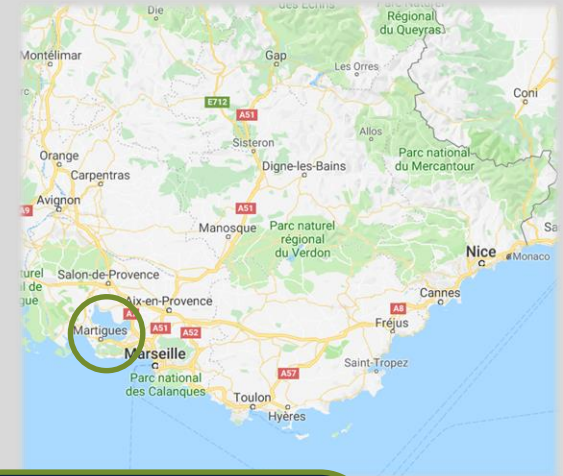 Die
des Écrins
Régional
du Queyras
Montélimar
Gap
Les Orres
Coni
E712
A51
Sisteron
Allos
Orange
Parc national
du Mercantour
Carpentras
Digne-les-Bains
Avignon
A9
A51
Manosque
Parc naturel
régional
du Verdon
Sa
Nice
Monaco
Salon-de-Provence
Aix-en-Provence
Cannes
A8
Martigues
A51
A52
Fréjus
Marseille
Saint-Tropez
A57
Parc national
des Calanques
Toulon
Hyères